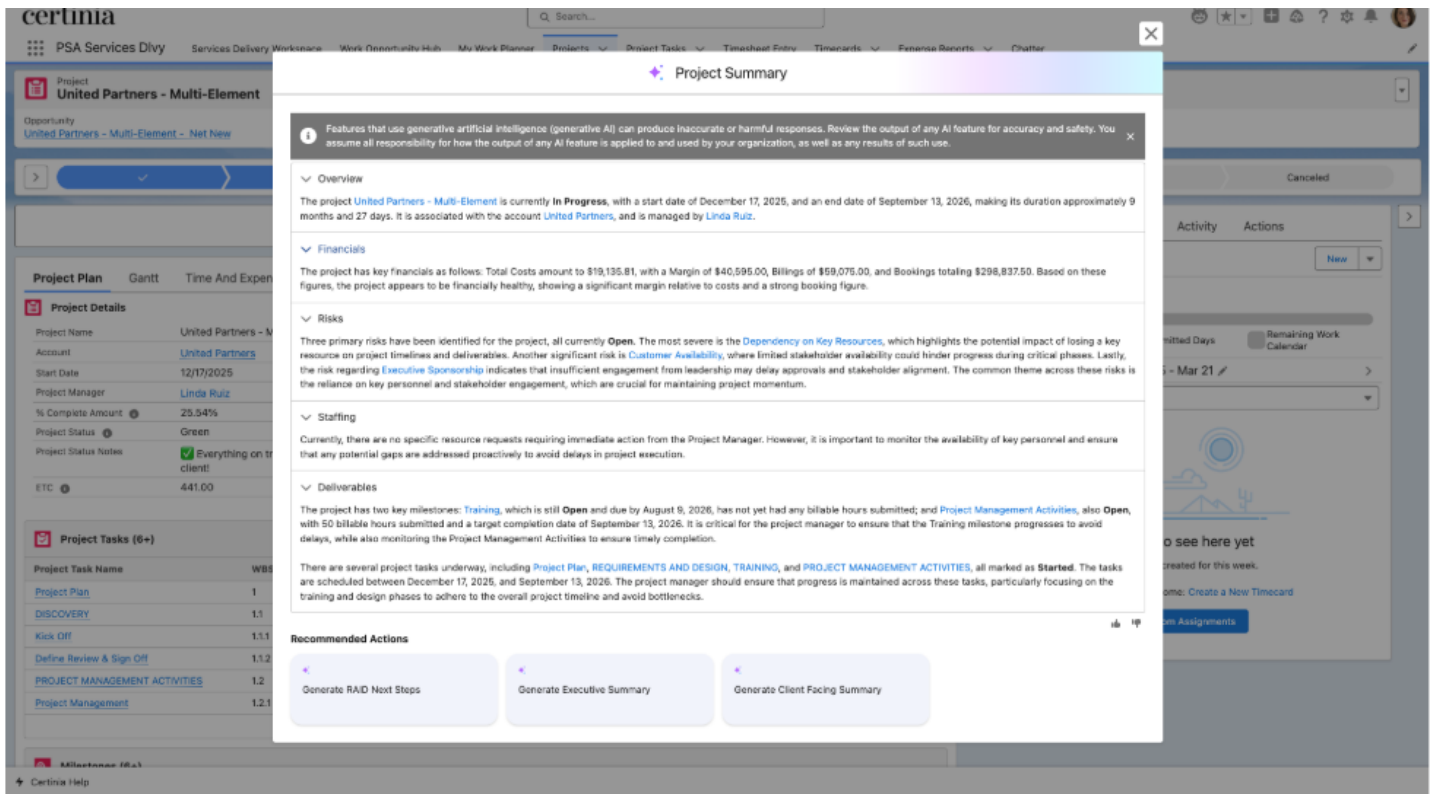 certinia
Search...
PSA Services Dlvy
Services Delivery Workspace
Work Opportunity Hub
My Work Planner
Projects
Project Tasks
Timesheet Entry
Timecards
Expense Reports
Chatter
Project
United Partners - Multi-Element
Opportunity
United Partners - Multi-Element - Net New
Canceled
Project Summary
Features that use generative artificial intelligence (generative AI) can produce inaccurate or harmful responses. Review the output of any AI feature for accuracy and safety. You
assume all responsibility for how the output of any AI feature is applied to and used by your organization, as well as any results of such use.
Overview
The project United Partners - Multi-Element is currently In Progress, with a start date of December 17, 2025, and an end date of September 13, 2026, making its duration approximately 9
months and 27 days. It is associated with the account United Partners, and is managed by Linda Ruiz.
Financials
The project has key financials as follows: Total Costs amount to $19,135.81, with a Margin of $40,595.00, Billings of $59,075.00, and Bookings totaling $298,837.50. Based on these
figures, the project appears to be financially healthy, showing a significant margin relative to costs and a strong booking figure.
Risks
Three primary risks have been identified for the project, all currently Open. The most severe is the Dependency on Key Resources, which highlights the potential impact of losing a key
resource on project timelines and deliverables. Another significant risk is Customer Availability, where limited stakeholder availability could hinder progress during critical phases. Lastly,
the risk regarding Executive Sponsorship indicates that insufficient engagement from leadership may delay approvals and stakeholder alignment. The common theme across these risks is
the reliance on key personnel and stakeholder engagement, which are crucial for maintaining project momentum.
Staffing
Currently, there are no specific resource requests requiring immediate action from the Project Manager. However, it is important to monitor the availability of key personnel and ensure
that any potential gaps are addressed proactively to avoid delays in project execution.
Deliverables
The project has two key milestones: Training, which is still Open and due by August 9, 2026, has not yet had any billable hours submitted; and Project Management Activities, also Open,
with 50 billable hours submitted and a target completion date of September 13, 2026. It is critical for the project manager to ensure that the Training milestone progresses to avoid
delays, while also monitoring the Project Management Activities to ensure timely completion.
There are several project tasks underway, including Project Plan, REQUIREMENTS AND DESIGN, TRAINING, and PROJECT MANAGEMENT ACTIVITIES, all marked as Started. The tasks
are scheduled between December 17, 2025, and September 13, 2026. The project manager should ensure that progress is maintained across these tasks, particularly focusing on the
training and design phases to adhere to the overall project timeline and avoid bottlenecks.
Recommended Actions
Generate RAID Next Steps
Generate Executive Summary
Generate Client Facing Summary
Project Plan
Gantt
Time And Expen
Project Details
Project Name United Partners - M
Account United Partners
Start Date 12/17/2025
Project Manager Linda Ruiz
% Complete Amount 25.54%
Project Status Green
Project Status Notes Everything on tr
client!
ETC 441.00
Project Tasks (6+)
Project Task Name WBS
Project Plan 1
DISCOVERY 1.1
Kick Off 1.1.1
Define Review & Sign Off 1.1.2
PROJECT MANAGEMENT ACTIVITIES 1.2
Project Management 1.2.1
Milestones (6+)
Activity
Actions
New
mitted Days
Remaining Work
Calendar
- Mar 21
o see here yet
created for this week.
ome: Create a New Timecard
om Assignments
Certinia Help